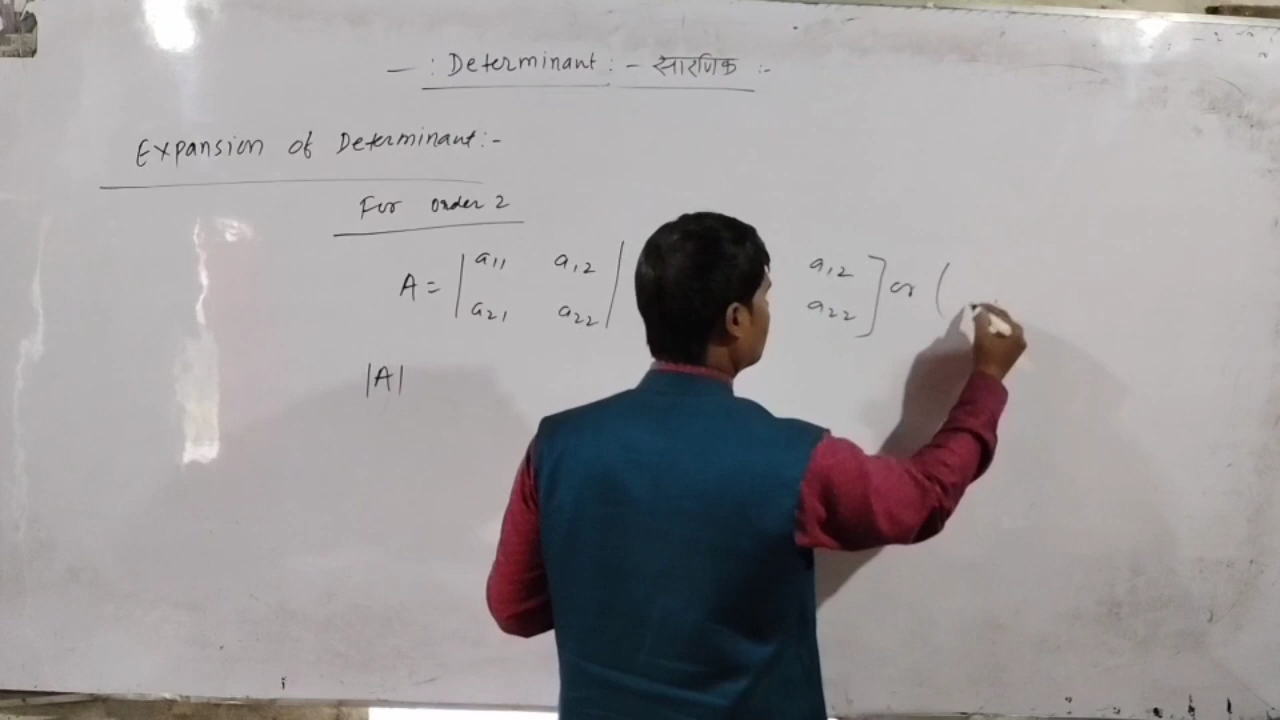 — : Determinant : - सारणिक :-
Expansion of Determinant :-
For order 2
A = | a11 a12 | a12 ] or (
a21 a22 a22
|A|